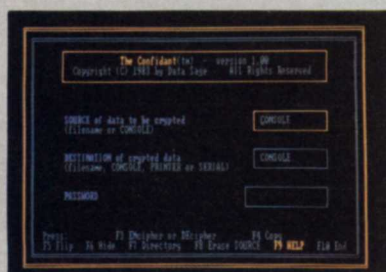 The Confidant(tm) - version 1.00
Copyright (C) 1983 by Data Sage All Rights Reserved
SOURCE of data to be crypted
(Filename or CONSOLE)
CONSOLE
DESTINATION of crypted data
(Filename, CONSOLE, PRINTER or SERIAL)
CONSOLE
PASSWORD
Press: F3 ENcipher or DEcipher F4 Copy
F5 Flip F6 Hide F7 Directory F8 Erase SOURCE F9 HELP F10 End